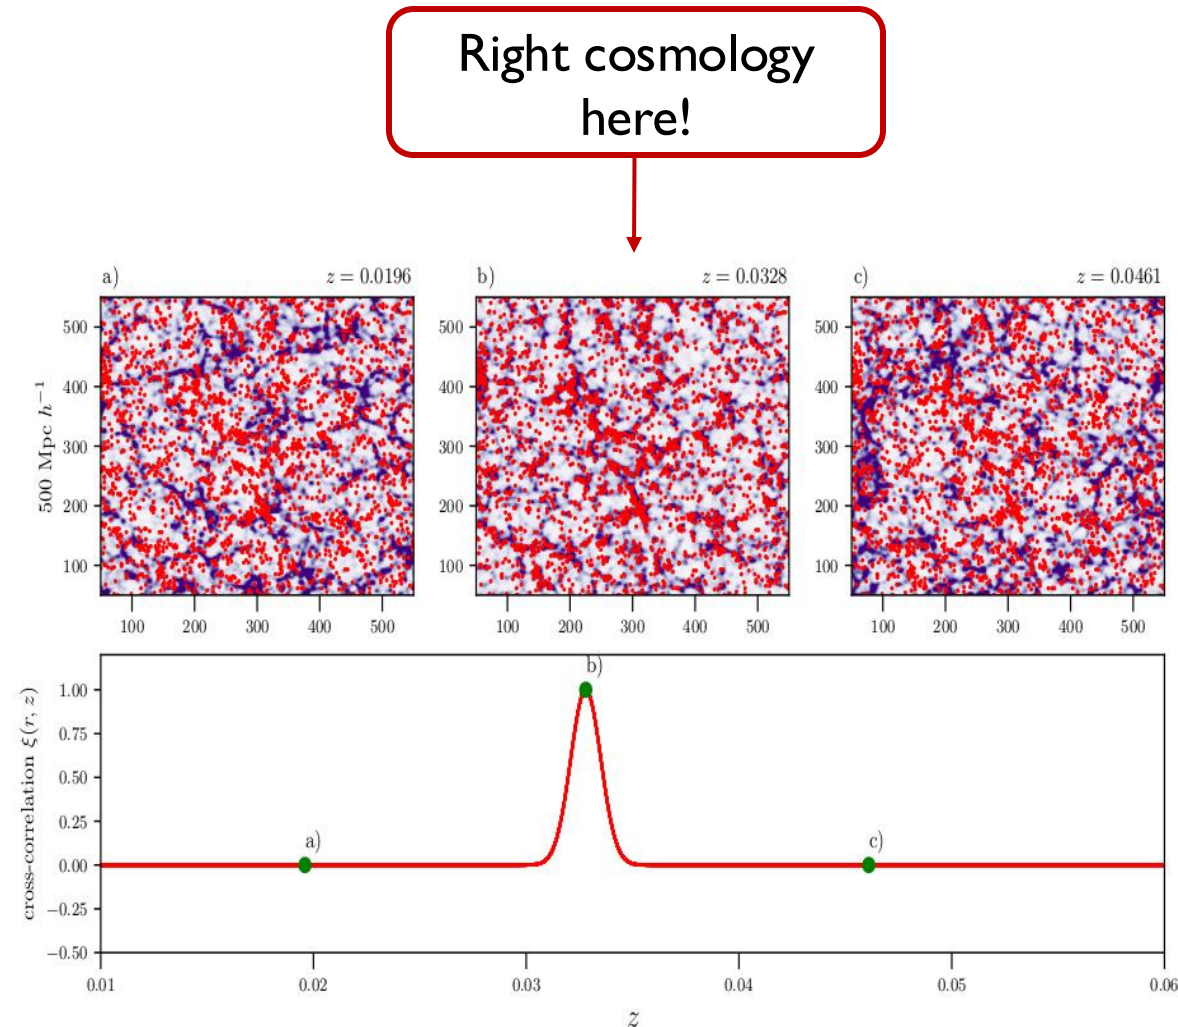 Right cosmology
here!
a)
z = 0.0196
b)
z = 0.0328
c)
z = 0.0461
500 Mpc h⁻¹
500
400
300
200
100
500
400
300
200
100
500
400
300
200
100
100 200 300 400 500
100 200 300 400 500
100 200 300 400 500
cross-correlation ξ(r, z)
1.00
0.75
0.50
0.25
0.00
−0.25
−0.50
b)
a)
c)
0.01 0.02 0.03 0.04 0.05 0.06
z